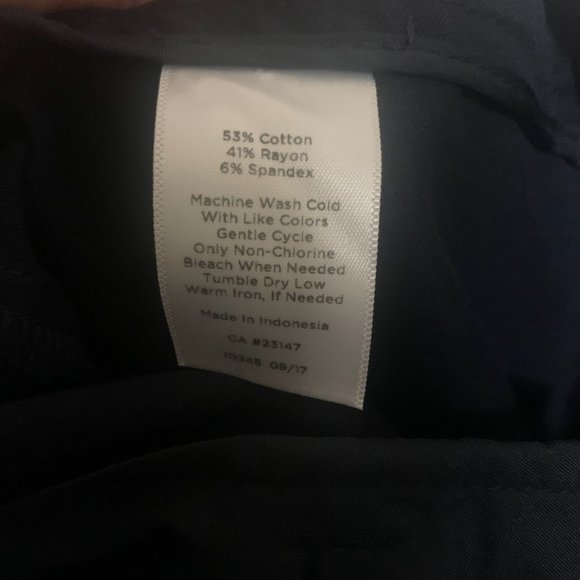 53% Cotton
41% Rayon
6% Spandex
Machine Wash Cold
With Like Colors
Gentle Cycle
Only Non-Chlorine
Bleach When Needed
Tumble Dry Low
Warm Iron, If Needed
Made In Indonesia
CA #23147
ID245 09/17